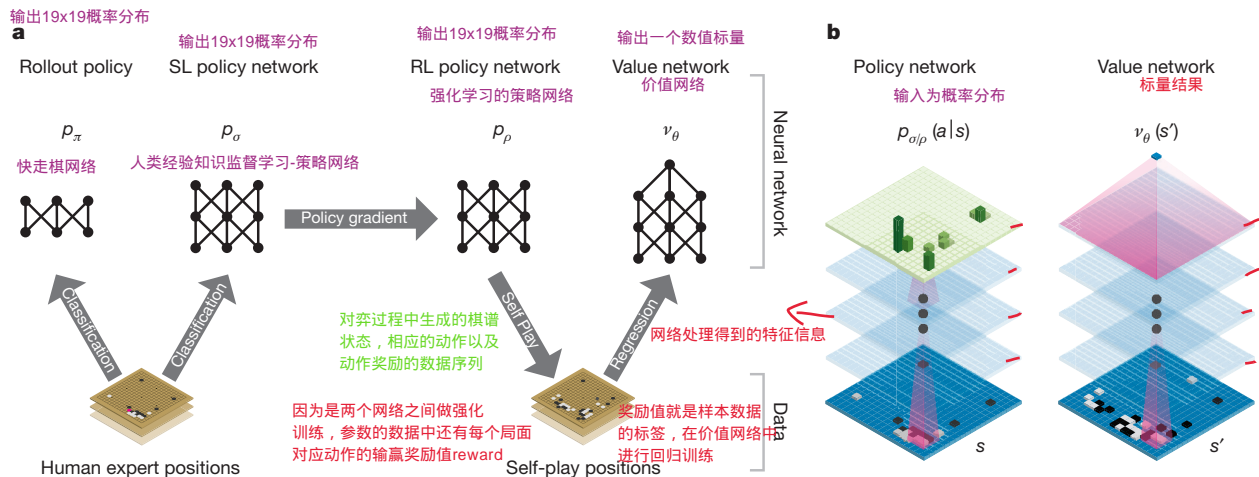 输出19x19概率分布
a
Rollout policy
输出19x19概率分布
SL policy network
输出19x19概率分布
RL policy network
强化学习的策略网络
输出一个数值标量
Value network
价值网络
pπ
快走棋网络
pσ
人类经验知识监督学习-策略网络
pρ
νθ
Policy gradient
Neural network
Classification
Classification
Self Play
Regression
对弈过程中生成的棋谱
状态，相应的动作以及
动作奖励的数据序列
因为是两个网络之间做强化
训练，参数的数据中还有每个局面
对应动作的输赢奖励值reward
奖励值就是样本数据
的标签，在价值网络中
进行回归训练
Data
Human expert positions
Self-play positions
b
Policy network
输入为概率分布
pσ/ρ (a|s)
Value network
标量结果
νθ (s′)
网络处理得到的特征信息
s
s′